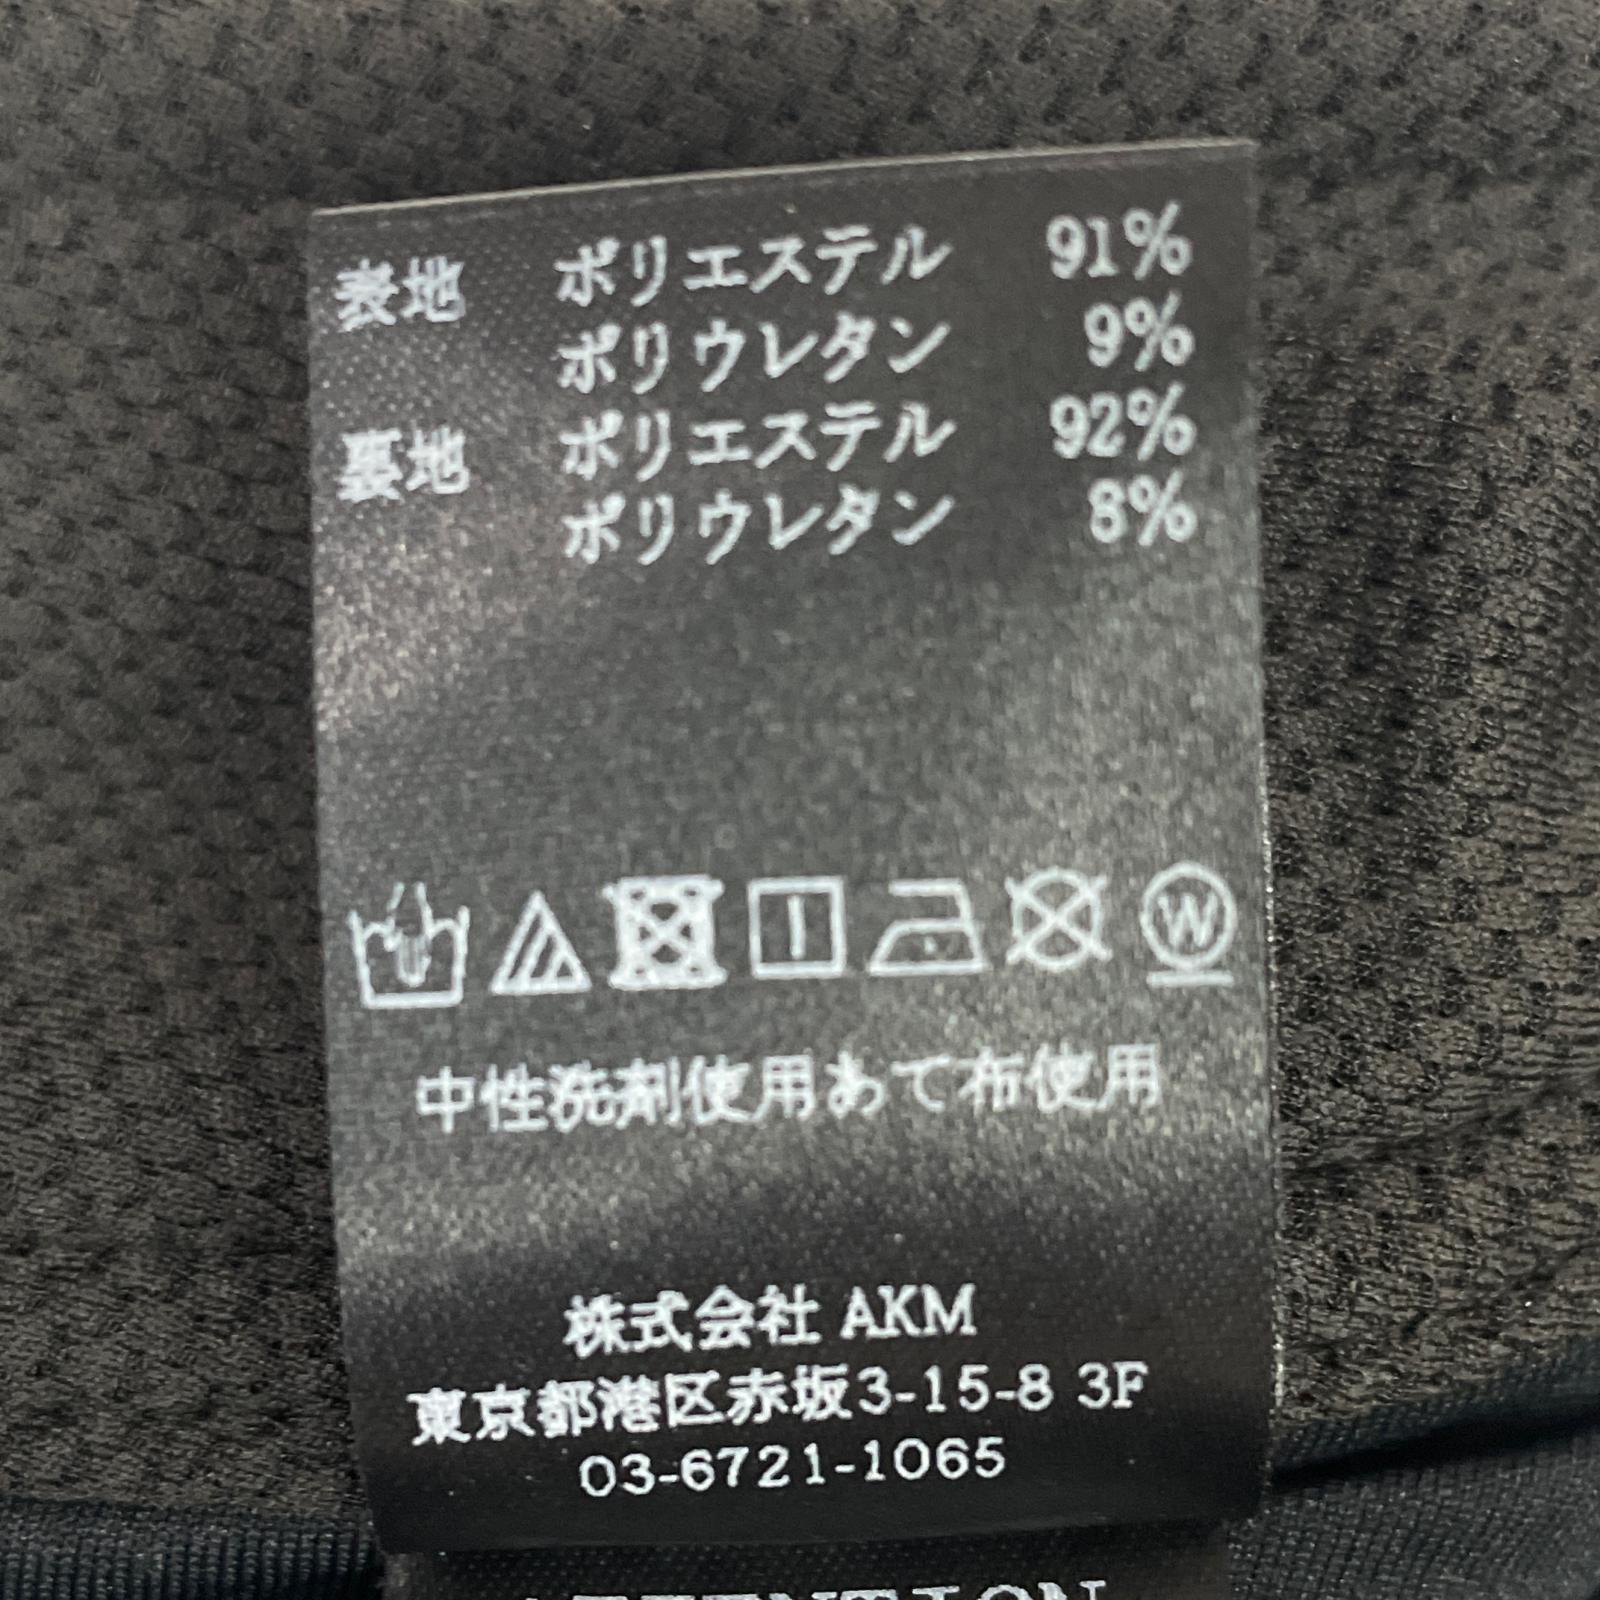 表地 ポリエステル 91%
ポリウレタン 9%
裏地 ポリエステル 92%
ポリウレタン 8%
W
中性洗剤使用あて布使用
株式会社 AKM
東京都港区赤坂3-15-8 3F
03-6721-1065
ATTENTION